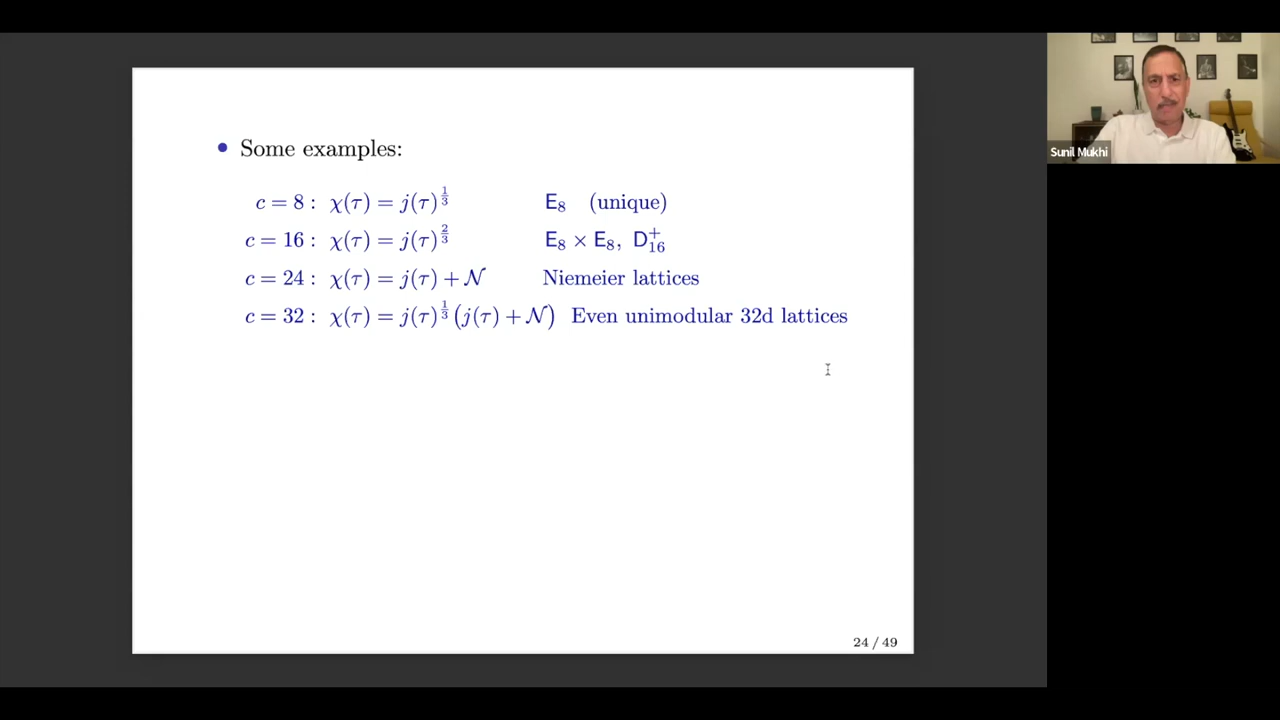 • Some examples:
c = 8 : χ(τ) = j(τ)^{1/3} E₈ (unique)
c = 16 : χ(τ) = j(τ)^{2/3} E₈ × E₈, D₁₆⁺
c = 24 : χ(τ) = j(τ) + 𝒩 Niemeier lattices
c = 32 : χ(τ) = j(τ)^{1/3} (j(τ) + 𝒩) Even unimodular 32d lattices
24 / 49
Sunil Mukhi